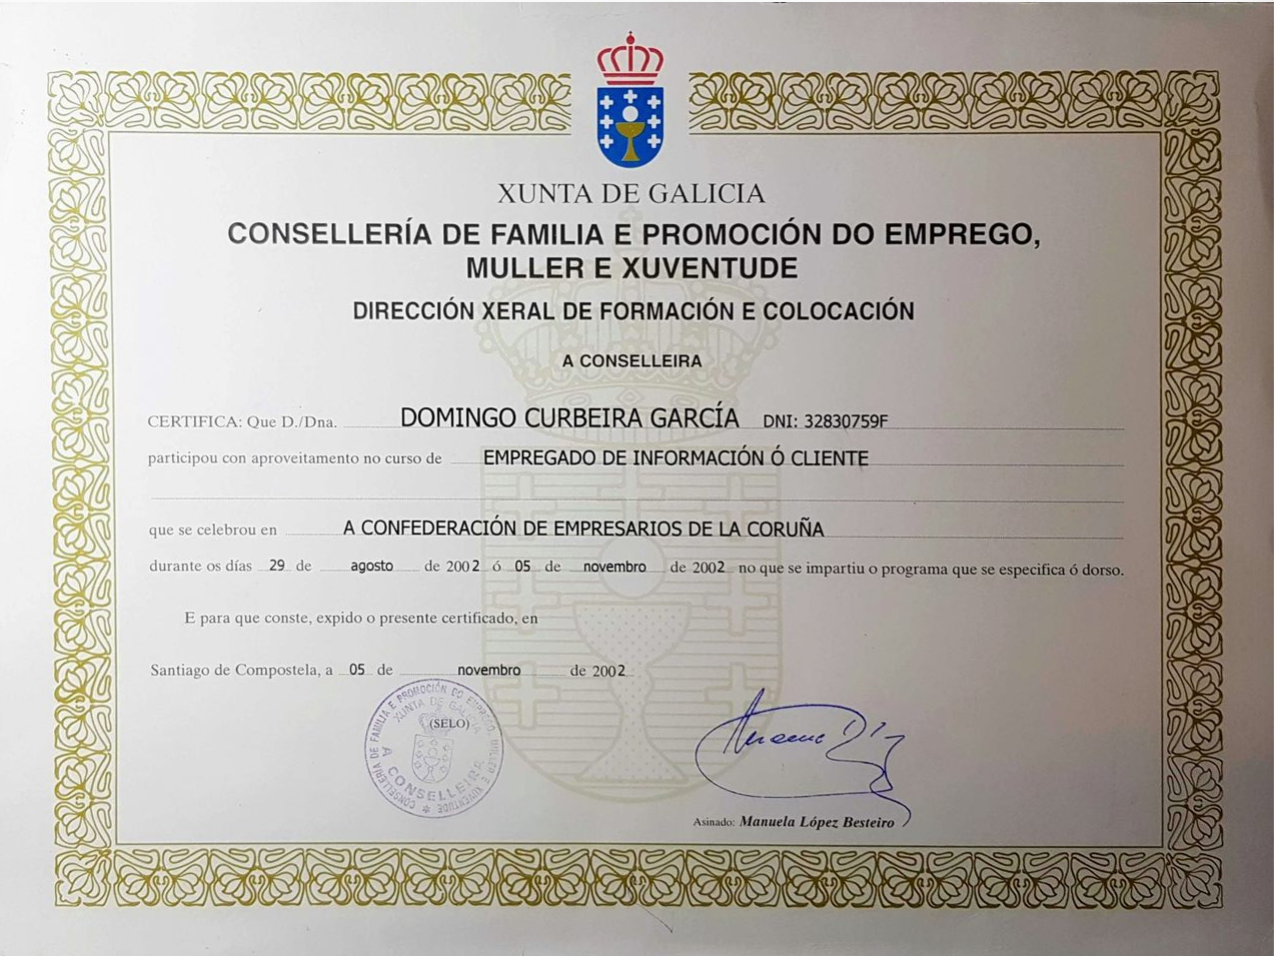 XUNTA DE GALICIA
CONSELLERÍA DE FAMILIA E PROMOCIÓN DO EMPREGO,
MULLER E XUVENTUDE
DIRECCIÓN XERAL DE FORMACIÓN E COLOCACIÓN
A CONSELLEIRA
CERTIFICA: Que D./Dna. DOMINGO CURBEIRA GARCÍA DNI: 32830759F
participou con aproveitamento no curso de EMPREGADO DE INFORMACIÓN Ó CLIENTE
que se celebrou en A CONFEDERACIÓN DE EMPRESARIOS DE LA CORUÑA
durante os días 29 de agosto de 2002 ó 05 de novembro de 2002 no que se impartiu o programa que se especifica ó dorso.
E para que conste, expido o presente certificado, en
Santiago de Compostela, a 05 de novembro de 2002
CONSELLERÍA DE FAMILIA E PROMOCIÓN DO EMPREGO, MULLER E XUVENTUDE
XUNTA DE GALICIA
(SELO)
A CONSELLEIRA
Asinado: Manuela López Besteiro